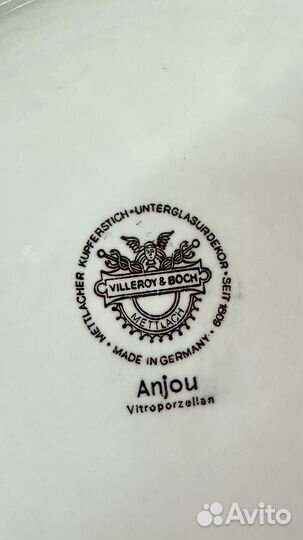 METTLACHER KUPFERSTICH • UNTERGLASURDEKOR • SEIT 1809 • MADE IN GERMANY •
VILLEROY & BOCH
METTLACH
Anjou
Vitroporzellan
Avito